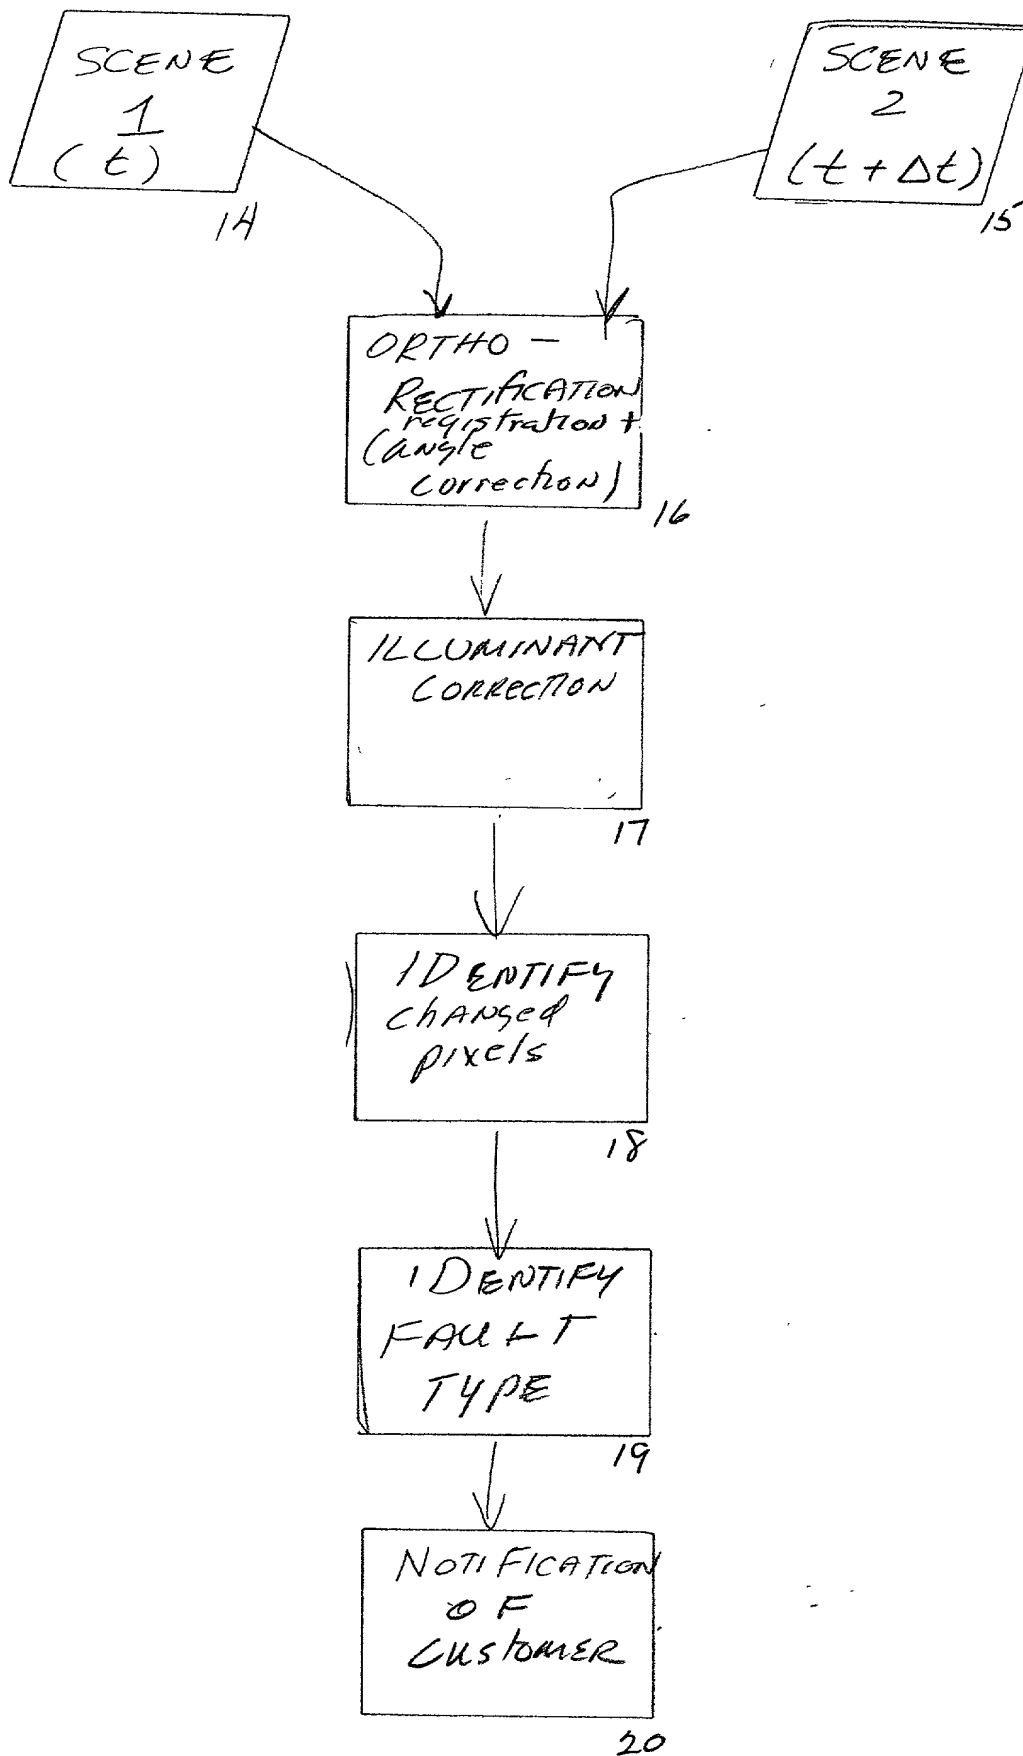 SCENE
1
(t)
14
SCENE
2
(t + Δt)
15
ORTHO -
RECTIFICATION
registration +
(angle
correction)
16
ILLUMINANT
CORRECTION
17
IDENTIFY
changed
pixels
18
IDENTIFY
FAULT
TYPE
19
NOTIFICATION
OF
CUSTOMER
20